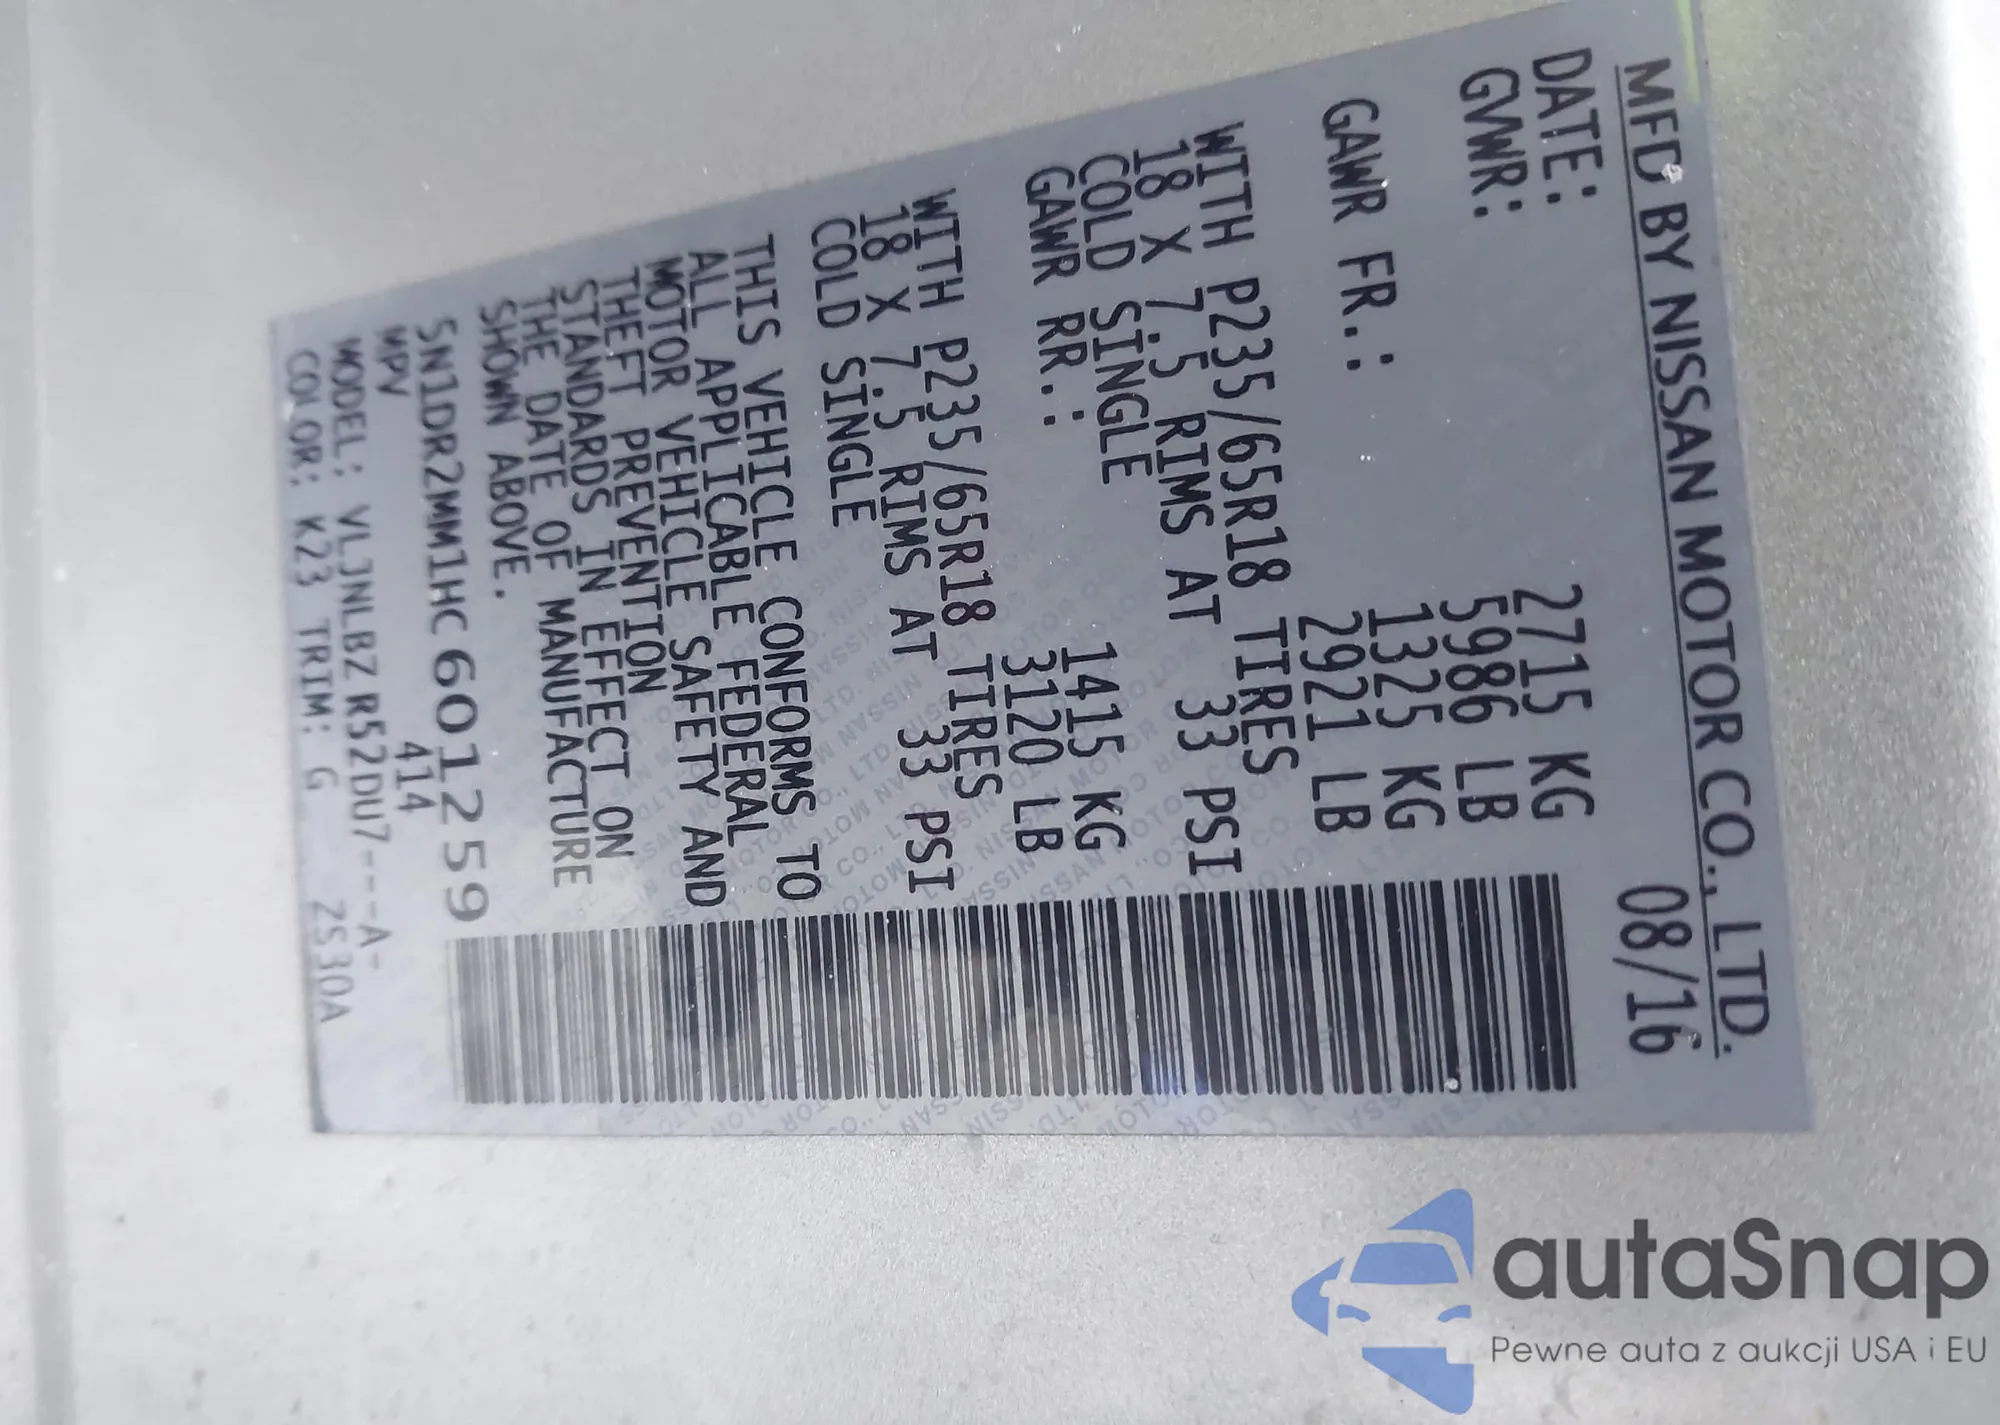 MFD BY NISSAN MOTOR CO., LTD.
DATE: 08/16
GVWR: 2715 KG
5986 LB
GAWR FR.: 1325 KG
2921 LB
WITH P235/65R18 TIRES
18 X 7.5 RIMS AT 33 PSI
COLD SINGLE
GAWR RR.: 1415 KG
3120 LB
WITH P235/65R18 TIRES
18 X 7.5 RIMS AT 33 PSI
COLD SINGLE
THIS VEHICLE CONFORMS TO
ALL APPLICABLE FEDERAL
MOTOR VEHICLE SAFETY AND
THEFT PREVENTION
STANDARDS IN EFFECT ON
THE DATE OF MANUFACTURE
SHOWN ABOVE.
5N1DR2MM1HC601259
MPV 414
MODEL: VLJNLBZ R52DU7---A-
COLOR: K23 TRIM: G 2530A
autaSnap
Pewne auta z aukcji USA i EU